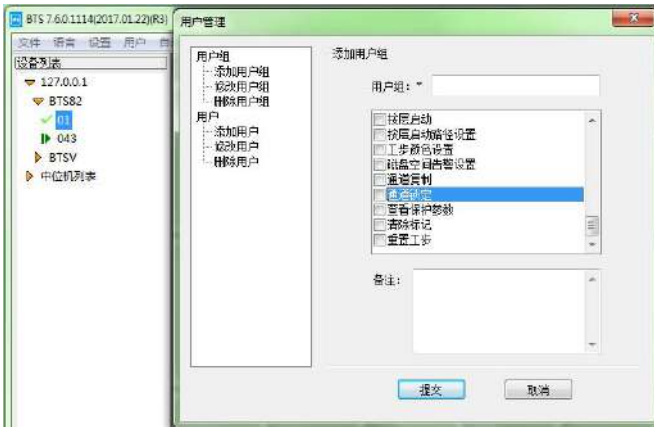 BTS 7.6.0.1114(2017.01.22)(R3)
文件 语言 设置 用户
设备列表
127.0.0.1
BTS82
01
043
BTSV
中位机列表
用户管理
用户组
添加用户组
修改用户组
删除用户组
用户
添加用户
修改用户
删除用户
添加用户组
用户组：*
按层启动
按层启动路径设置
工步颜色设置
磁盘空间告警设置
通道复制
通道锁定
查看保护参数
清除标记
重置工步
备注：
提交
取消